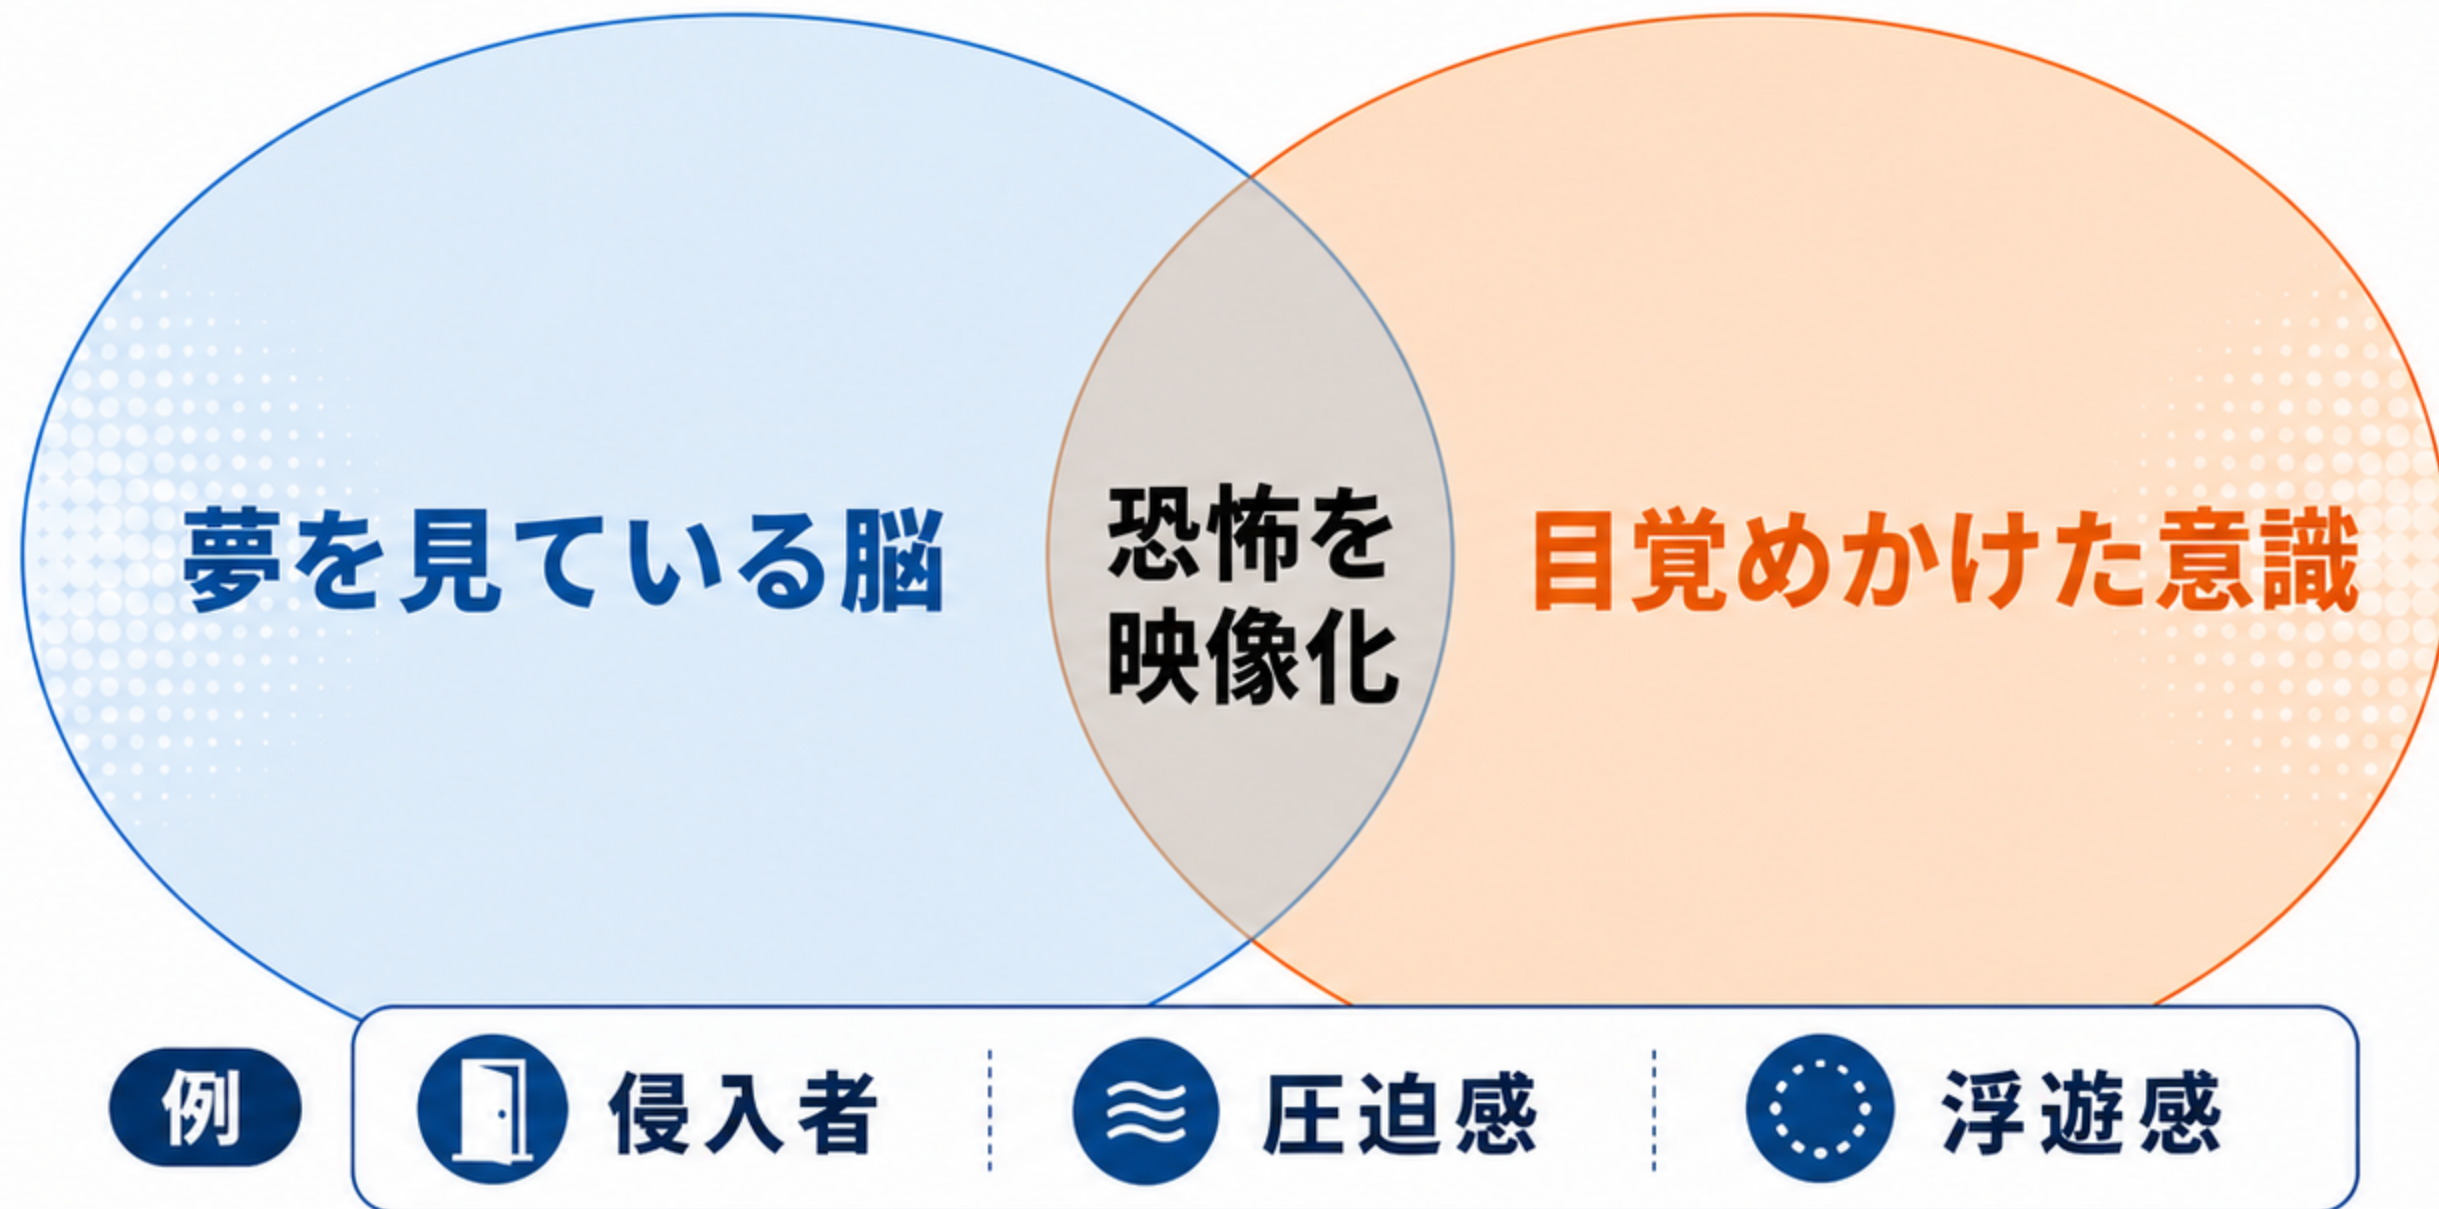 夢を見ている脳
恐怖を
映像化
目覚めかけた意識
例
侵入者
圧迫感
浮遊感